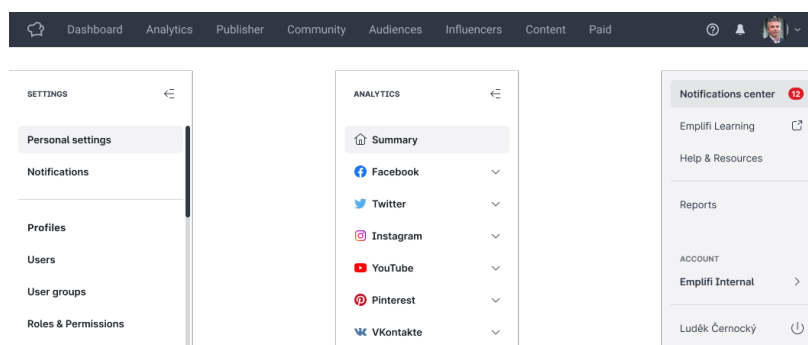 Dashboard Analytics Publisher Community Audiences Influencers Content Paid
SETTINGS
Personal settings
Notifications
Profiles
Users
User groups
Roles & Permissions
ANALYTICS
Summary
Facebook
Twitter
Instagram
YouTube
Pinterest
VKontakte
Notifications center 12
Emplifi Learning
Help & Resources
Reports
ACCOUNT
Emplifi Internal
Luděk Černocký